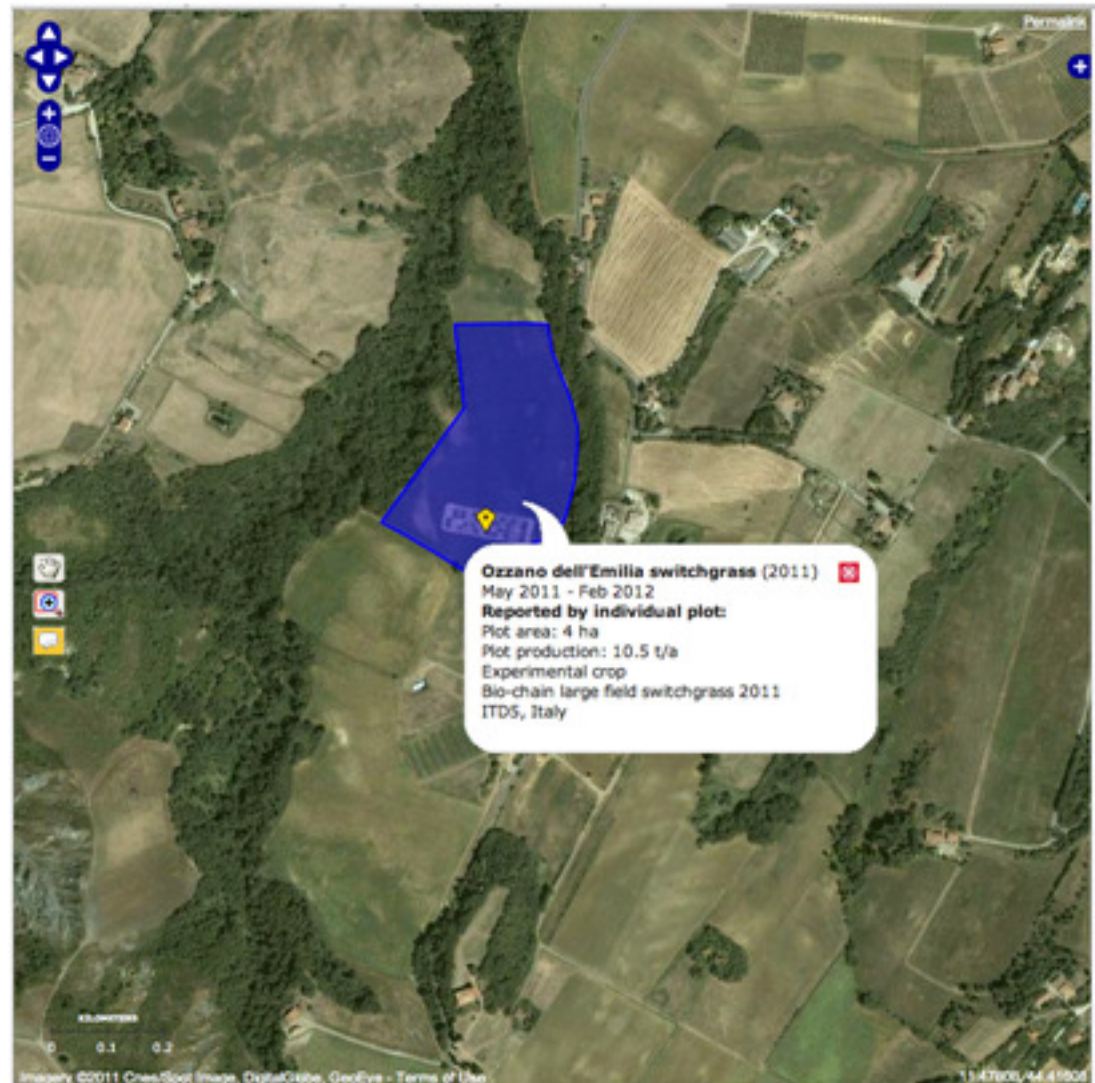 Permalink
Ozzano dell'Emilia switchgrass (2011)
May 2011 - Feb 2012
Reported by individual plot:
Plot area: 4 ha
Plot production: 10.5 t/a
Experimental crop
Bio-chain large field switchgrass 2011
ITDS, Italy
KILOMETERS
0 0.1 0.2
Imagery ©2011 Cnes/Spot Image, DigitalGlobe, GeoEye - Terms of Use